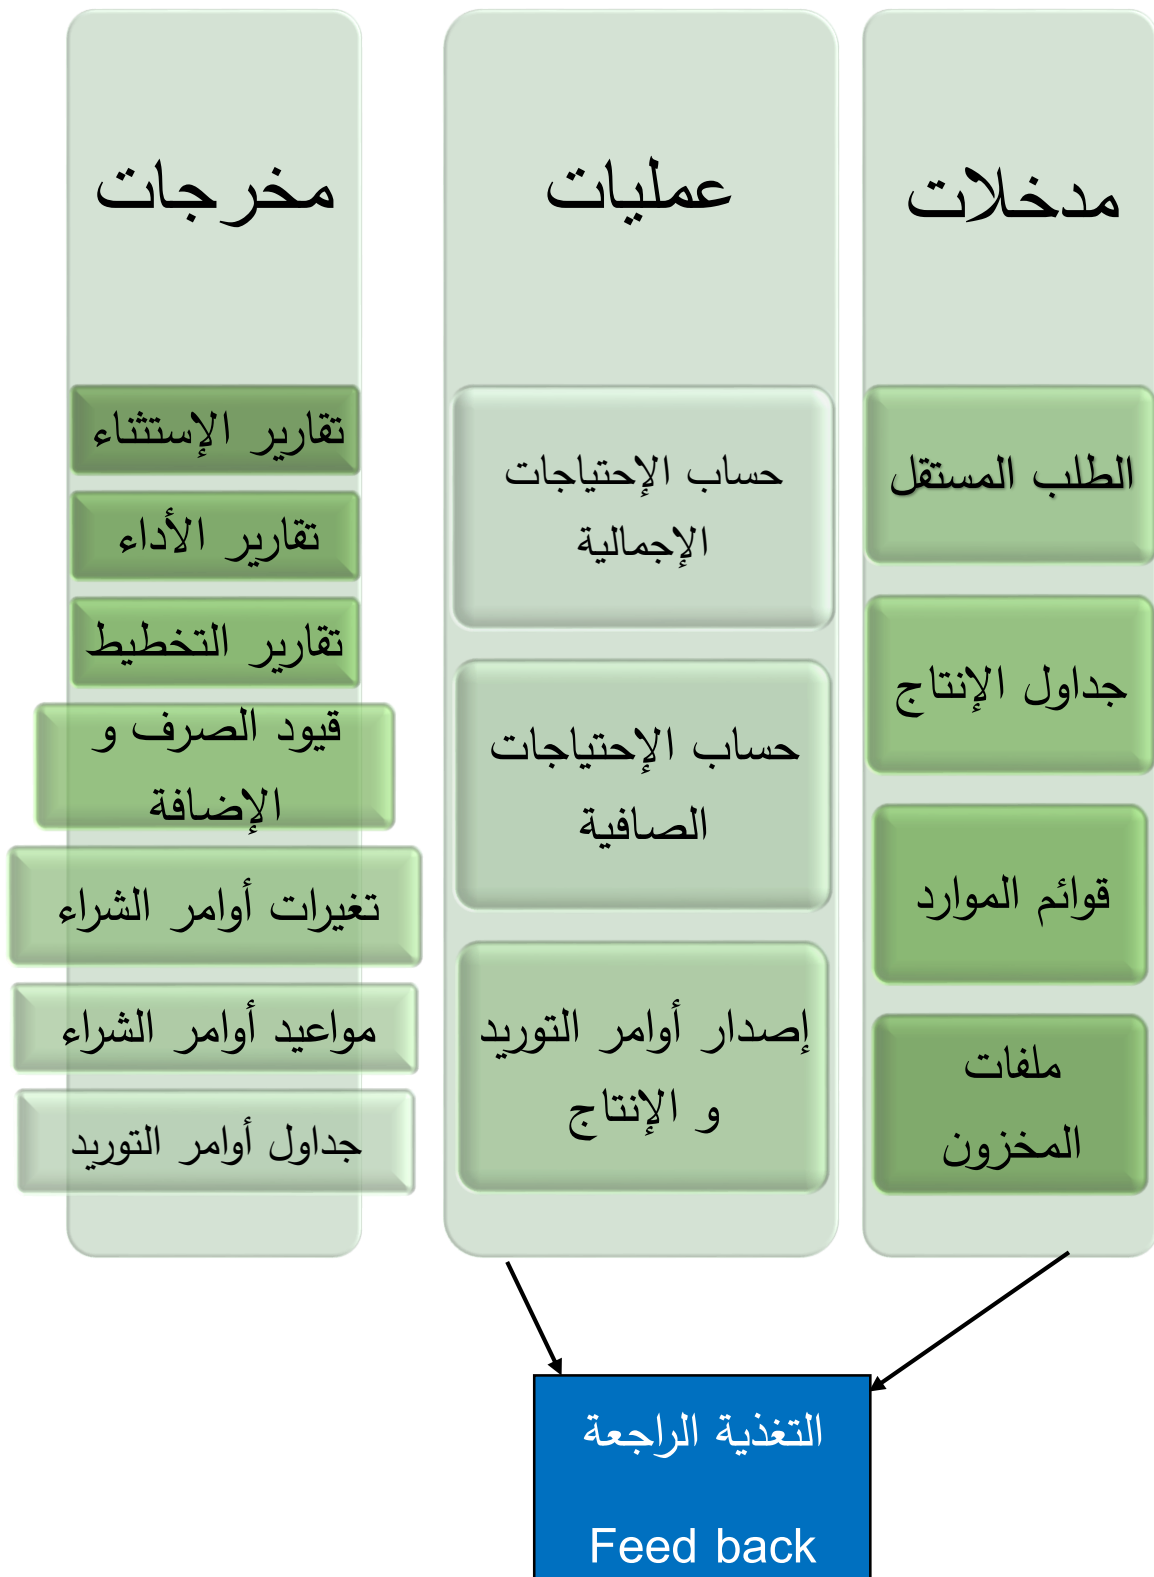 مدخلات
الطلب المستقل
جداول الإنتاج
قوائم الموارد
ملفات
المخزون
عمليات
حساب الإحتياجات
الإجمالية
حساب الإحتياجات
الصافية
إصدار أوامر التوريد
و الإنتاج
مخرجات
تقارير الإستثناء
تقارير الأداء
تقارير التخطيط
قيود الصرف و
الإضافة
تغيرات أوامر الشراء
مواعيد أوامر الشراء
جداول أوامر التوريد
التغذية الراجعة
Feed back